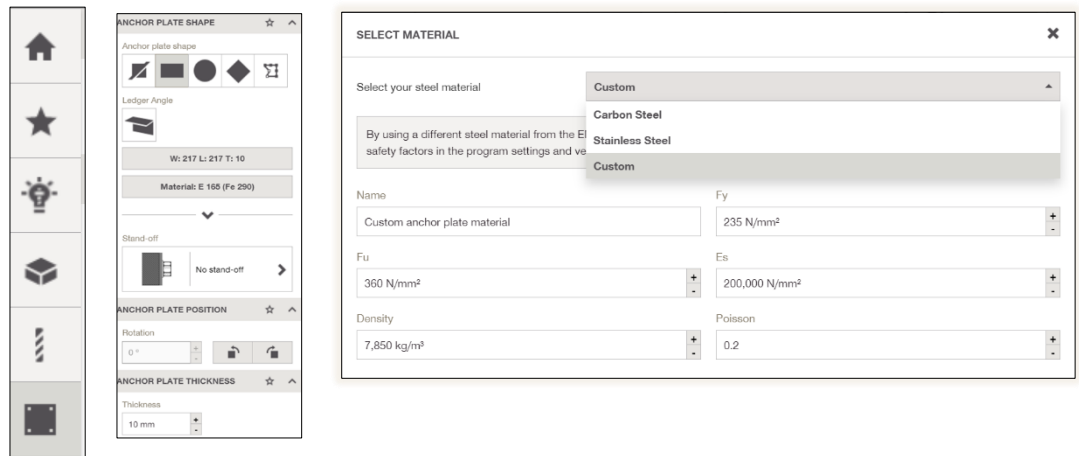 ANCHOR PLATE SHAPE
Anchor plate shape
Ledger Angle
W: 217 L: 217 T: 10
Material: E 165 (Fe 290)
Stand-off
No stand-off
ANCHOR PLATE POSITION
Rotation
0 °
+
-
ANCHOR PLATE THICKNESS
Thickness
10 mm
+
-
SELECT MATERIAL
Select your steel material
Custom
Carbon Steel
Stainless Steel
Custom
By using a different steel material from the
safety factors in the program settings and
Name
Custom anchor plate material
Fy
235 N/mm²
+
-
Fu
360 N/mm²
+
-
Es
200,000 N/mm²
+
-
Density
7,850 kg/m³
+
-
Poisson
0.2
+
-